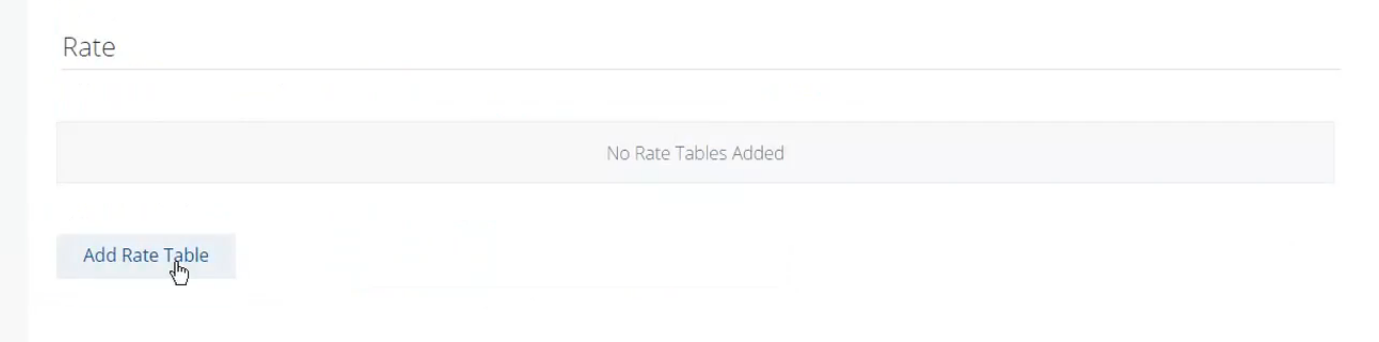 Rate
No Rate Tables Added
Add Rate Table